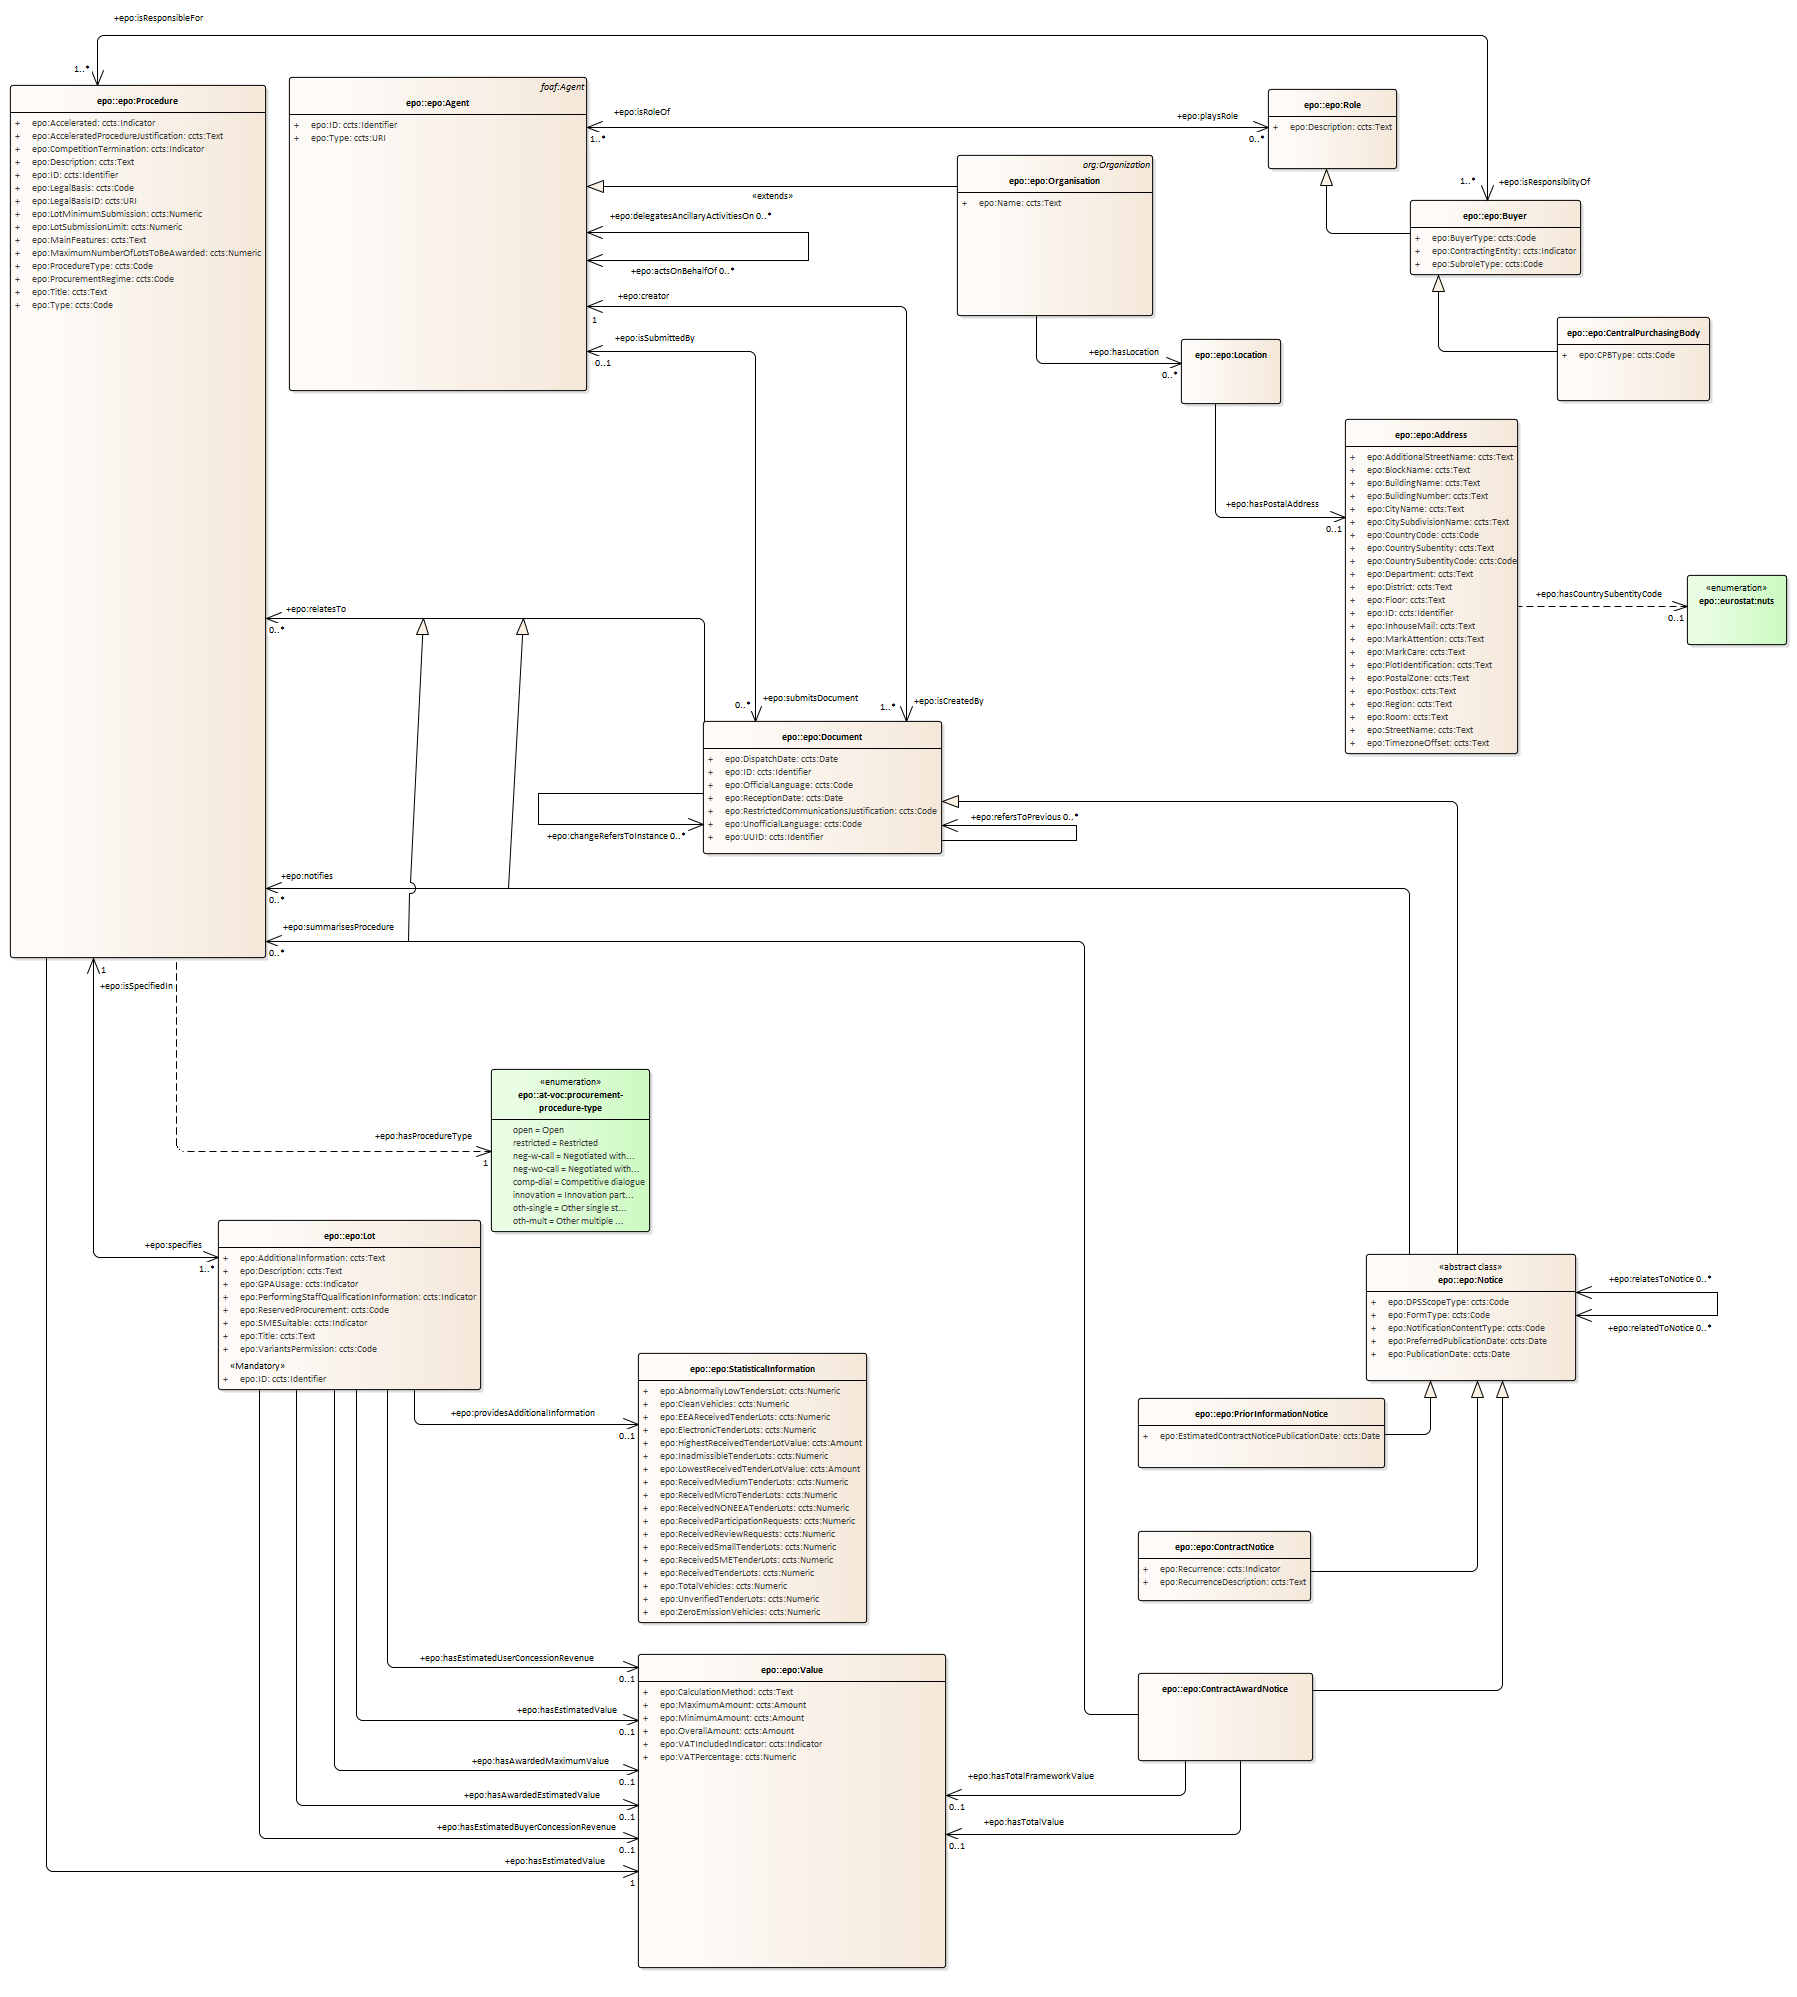 +epo:isResponsibleFor
1..*
epo::epo:Procedure
+ epo:Accelerated: ccts:Indicator
+ epo:AcceleratedProcedureJustification: ccts:Text
+ epo:CompetitionTermination: ccts:Indicator
+ epo:Description: ccts:Text
+ epo:ID: ccts:Identifier
+ epo:LegalBasis: ccts:Code
+ epo:LegalBasisID: ccts:URI
+ epo:LotMinimumSubmission: ccts:Numeric
+ epo:LotSubmissionLimit: ccts:Numeric
+ epo:MainFeatures: ccts:Text
+ epo:MaximumNumberOfLotsToBeAwarded: ccts:Numeric
+ epo:ProcedureType: ccts:Code
+ epo:ProcurementRegime: ccts:Code
+ epo:Title: ccts:Text
+ epo:Type: ccts:Code
foaf:Agent
epo::epo:Agent
+ epo:ID: ccts:Identifier
+ epo:Type: ccts:URI
+epo:isRoleOf
1..*
+epo:playsRole
0..*
epo::epo:Role
+ epo:Description: ccts:Text
org:Organization
epo::epo:Organisation
+ epo:Name: ccts:Text
«extends»
+epo:delegatesAncillaryActivitiesOn 0..*
+epo:actsOnBehalfOf 0..*
+epo:creator
1
+epo:isSubmittedBy
0..1
1..*
+epo:isResponsiblityOf
epo::epo:Buyer
+ epo:BuyerType: ccts:Code
+ epo:ContractingEntity: ccts:Indicator
+ epo:SubroleType: ccts:Code
epo::epo:CentralPurchasingBody
+ epo:CPBType: ccts:Code
+epo:hasLocation
0..*
epo::epo:Location
+epo:hasPostalAddress
0..1
epo::epo:Address
+ epo:AdditionalStreetName: ccts:Text
+ epo:BlockName: ccts:Text
+ epo:BuildingName: ccts:Text
+ epo:BuildingNumber: ccts:Text
+ epo:CityName: ccts:Text
+ epo:CitySubdivisionName: ccts:Text
+ epo:CountryCode: ccts:Code
+ epo:CountrySubentity: ccts:Text
+ epo:CountrySubentityCode: ccts:Code
+ epo:Department: ccts:Text
+ epo:District: ccts:Text
+ epo:Floor: ccts:Text
+ epo:ID: ccts:Identifier
+ epo:InhouseMail: ccts:Text
+ epo:MarkAttention: ccts:Text
+ epo:MarkCare: ccts:Text
+ epo:PlotIdentification: ccts:Text
+ epo:PostalZone: ccts:Text
+ epo:Postbox: ccts:Text
+ epo:Region: ccts:Text
+ epo:Room: ccts:Text
+ epo:StreetName: ccts:Text
+ epo:TimezoneOffset: ccts:Text
+epo:hasCountrySubentityCode
0..1
«enumeration»
epo::eurostat:nuts
+epo:relatesTo
0..*
0..*
+epo:submitsDocument
1..*
+epo:isCreatedBy
epo::epo:Document
+ epo:DispatchDate: ccts:Date
+ epo:ID: ccts:Identifier
+ epo:OfficialLanguage: ccts:Code
+ epo:ReceptionDate: ccts:Date
+ epo:RestrictedCommunicationsJustification: ccts:Code
+ epo:UnofficialLanguage: ccts:Code
+ epo:UUID: ccts:Identifier
+epo:changeRefersToInstance 0..*
+epo:refersToPrevious 0..*
+epo:notifies
0..*
+epo:summarisesProcedure
0..*
1
+epo:isSpecifiedIn
+epo:hasProcedureType
1
«enumeration»
epo::at-voc:procurement-
procedure-type
open = Open
restricted = Restricted
neg-w-call = Negotiated with...
neg-wo-call = Negotiated with...
comp-dial = Competitive dialogue
innovation = Innovation part...
oth-single = Other single st...
oth-mult = Other multiple ...
+epo:specifies
1..*
epo::epo:Lot
+ epo:AdditionalInformation: ccts:Text
+ epo:Description: ccts:Text
+ epo:GPAUsage: ccts:Indicator
+ epo:PerformingStaffQualificationInformation: ccts:Indicator
+ epo:ReservedProcurement: ccts:Code
+ epo:SMESuitable: ccts:Indicator
+ epo:Title: ccts:Text
+ epo:VariantsPermission: ccts:Code
«Mandatory»
+ epo:ID: ccts:Identifier
«abstract class»
epo::epo:Notice
+ epo:DPSScopeType: ccts:Code
+ epo:FormType: ccts:Code
+ epo:NotificationContentType: ccts:Code
+ epo:PreferredPublicationDate: ccts:Date
+ epo:PublicationDate: ccts:Date
+epo:relatesToNotice 0..*
+epo:relatedToNotice 0..*
+epo:providesAdditionalInformation
0..1
epo::epo:StatisticalInformation
+ epo:AbnormallyLowTendersLot: ccts:Numeric
+ epo:CleanVehicles: ccts:Numeric
+ epo:EEAReceivedTenderLots: ccts:Numeric
+ epo:ElectronicTenderLots: ccts:Numeric
+ epo:HighestReceivedTenderLotValue: ccts:Amount
+ epo:InadmissibleTenderLots: ccts:Numeric
+ epo:LowestReceivedTenderLotValue: ccts:Amount
+ epo:ReceivedMediumTenderLots: ccts:Numeric
+ epo:ReceivedMicroTenderLots: ccts:Numeric
+ epo:ReceivedNONEEATenderLots: ccts:Numeric
+ epo:ReceivedParticipationRequests: ccts:Numeric
+ epo:ReceivedReviewRequests: ccts:Numeric
+ epo:ReceivedSmallTenderLots: ccts:Numeric
+ epo:ReceivedSMETenderLots: ccts:Numeric
+ epo:ReceivedTenderLots: ccts:Numeric
+ epo:TotalVehicles: ccts:Numeric
+ epo:UnverifiedTenderLots: ccts:Numeric
+ epo:ZeroEmissionVehicles: ccts:Numeric
epo::epo:PriorInformationNotice
+ epo:EstimatedContractNoticePublicationDate: ccts:Date
epo::epo:ContractNotice
+ epo:Recurrence: ccts:Indicator
+ epo:RecurrenceDescription: ccts:Text
epo::epo:ContractAwardNotice
+epo:hasEstimatedUserConcessionRevenue
0..1
+epo:hasEstimatedValue
0..1
+epo:hasAwardedMaximumValue
0..1
+epo:hasAwardedEstimatedValue
0..1
+epo:hasEstimatedBuyerConcessionRevenue
0..1
+epo:hasEstimatedValue
1
epo::epo:Value
+ epo:CalculationMethod: ccts:Text
+ epo:MaximumAmount: ccts:Amount
+ epo:MinimumAmount: ccts:Amount
+ epo:OverallAmount: ccts:Amount
+ epo:VATIncludedIndicator: ccts:Indicator
+ epo:VATPercentage: ccts:Numeric
+epo:hasTotalFrameworkValue
0..1
+epo:hasTotalValue
0..1